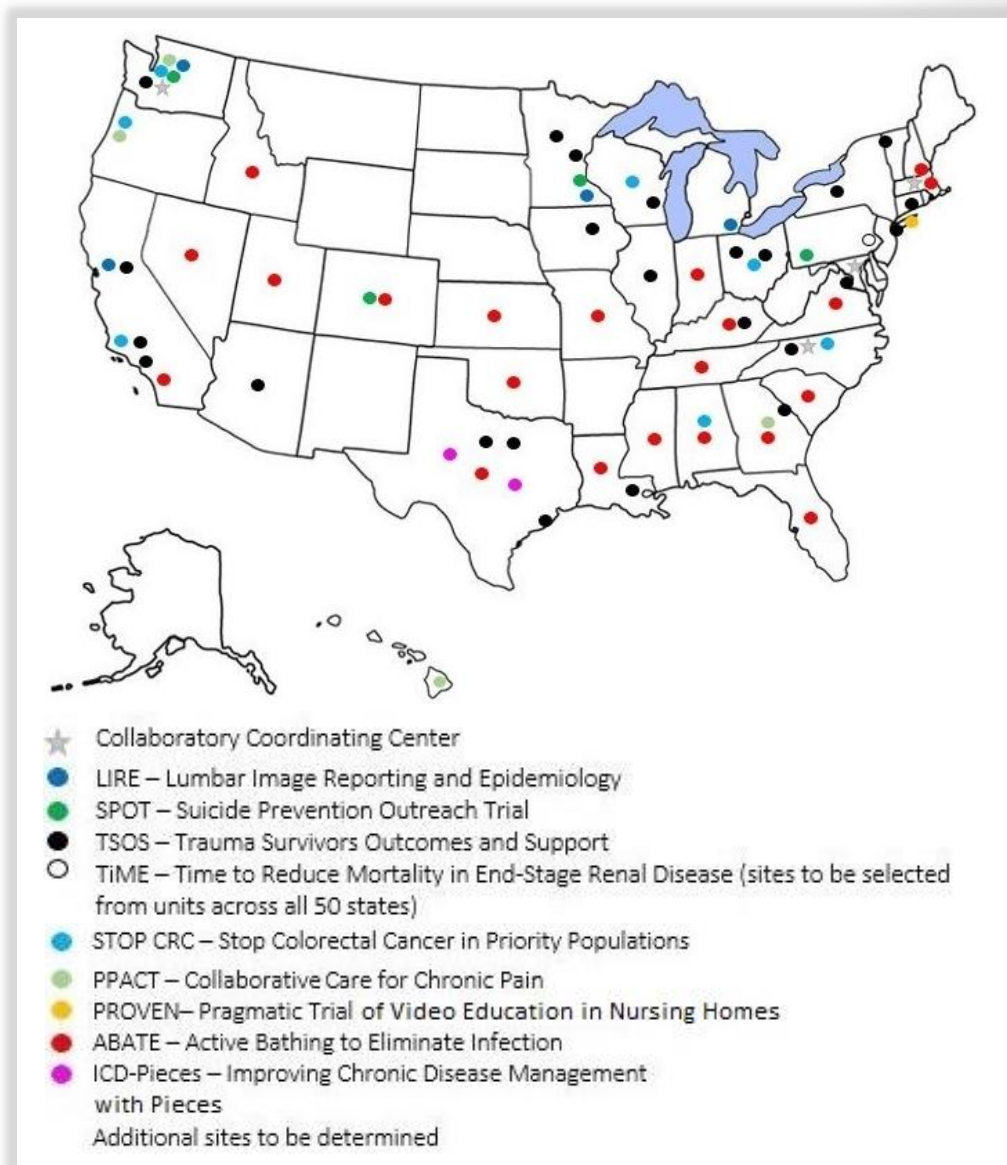 Collaboratory Coordinating Center
LIRE – Lumbar Image Reporting and Epidemiology
SPOT – Suicide Prevention Outreach Trial
TSOS – Trauma Survivors Outcomes and Support
TiME – Time to Reduce Mortality in End-Stage Renal Disease (sites to be selected
from units across all 50 states)
STOP CRC – Stop Colorectal Cancer in Priority Populations
PPACT – Collaborative Care for Chronic Pain
PROVEN– Pragmatic Trial of Video Education in Nursing Homes
ABATE – Active Bathing to Eliminate Infection
ICD-Pieces – Improving Chronic Disease Management
with Pieces
Additional sites to be determined